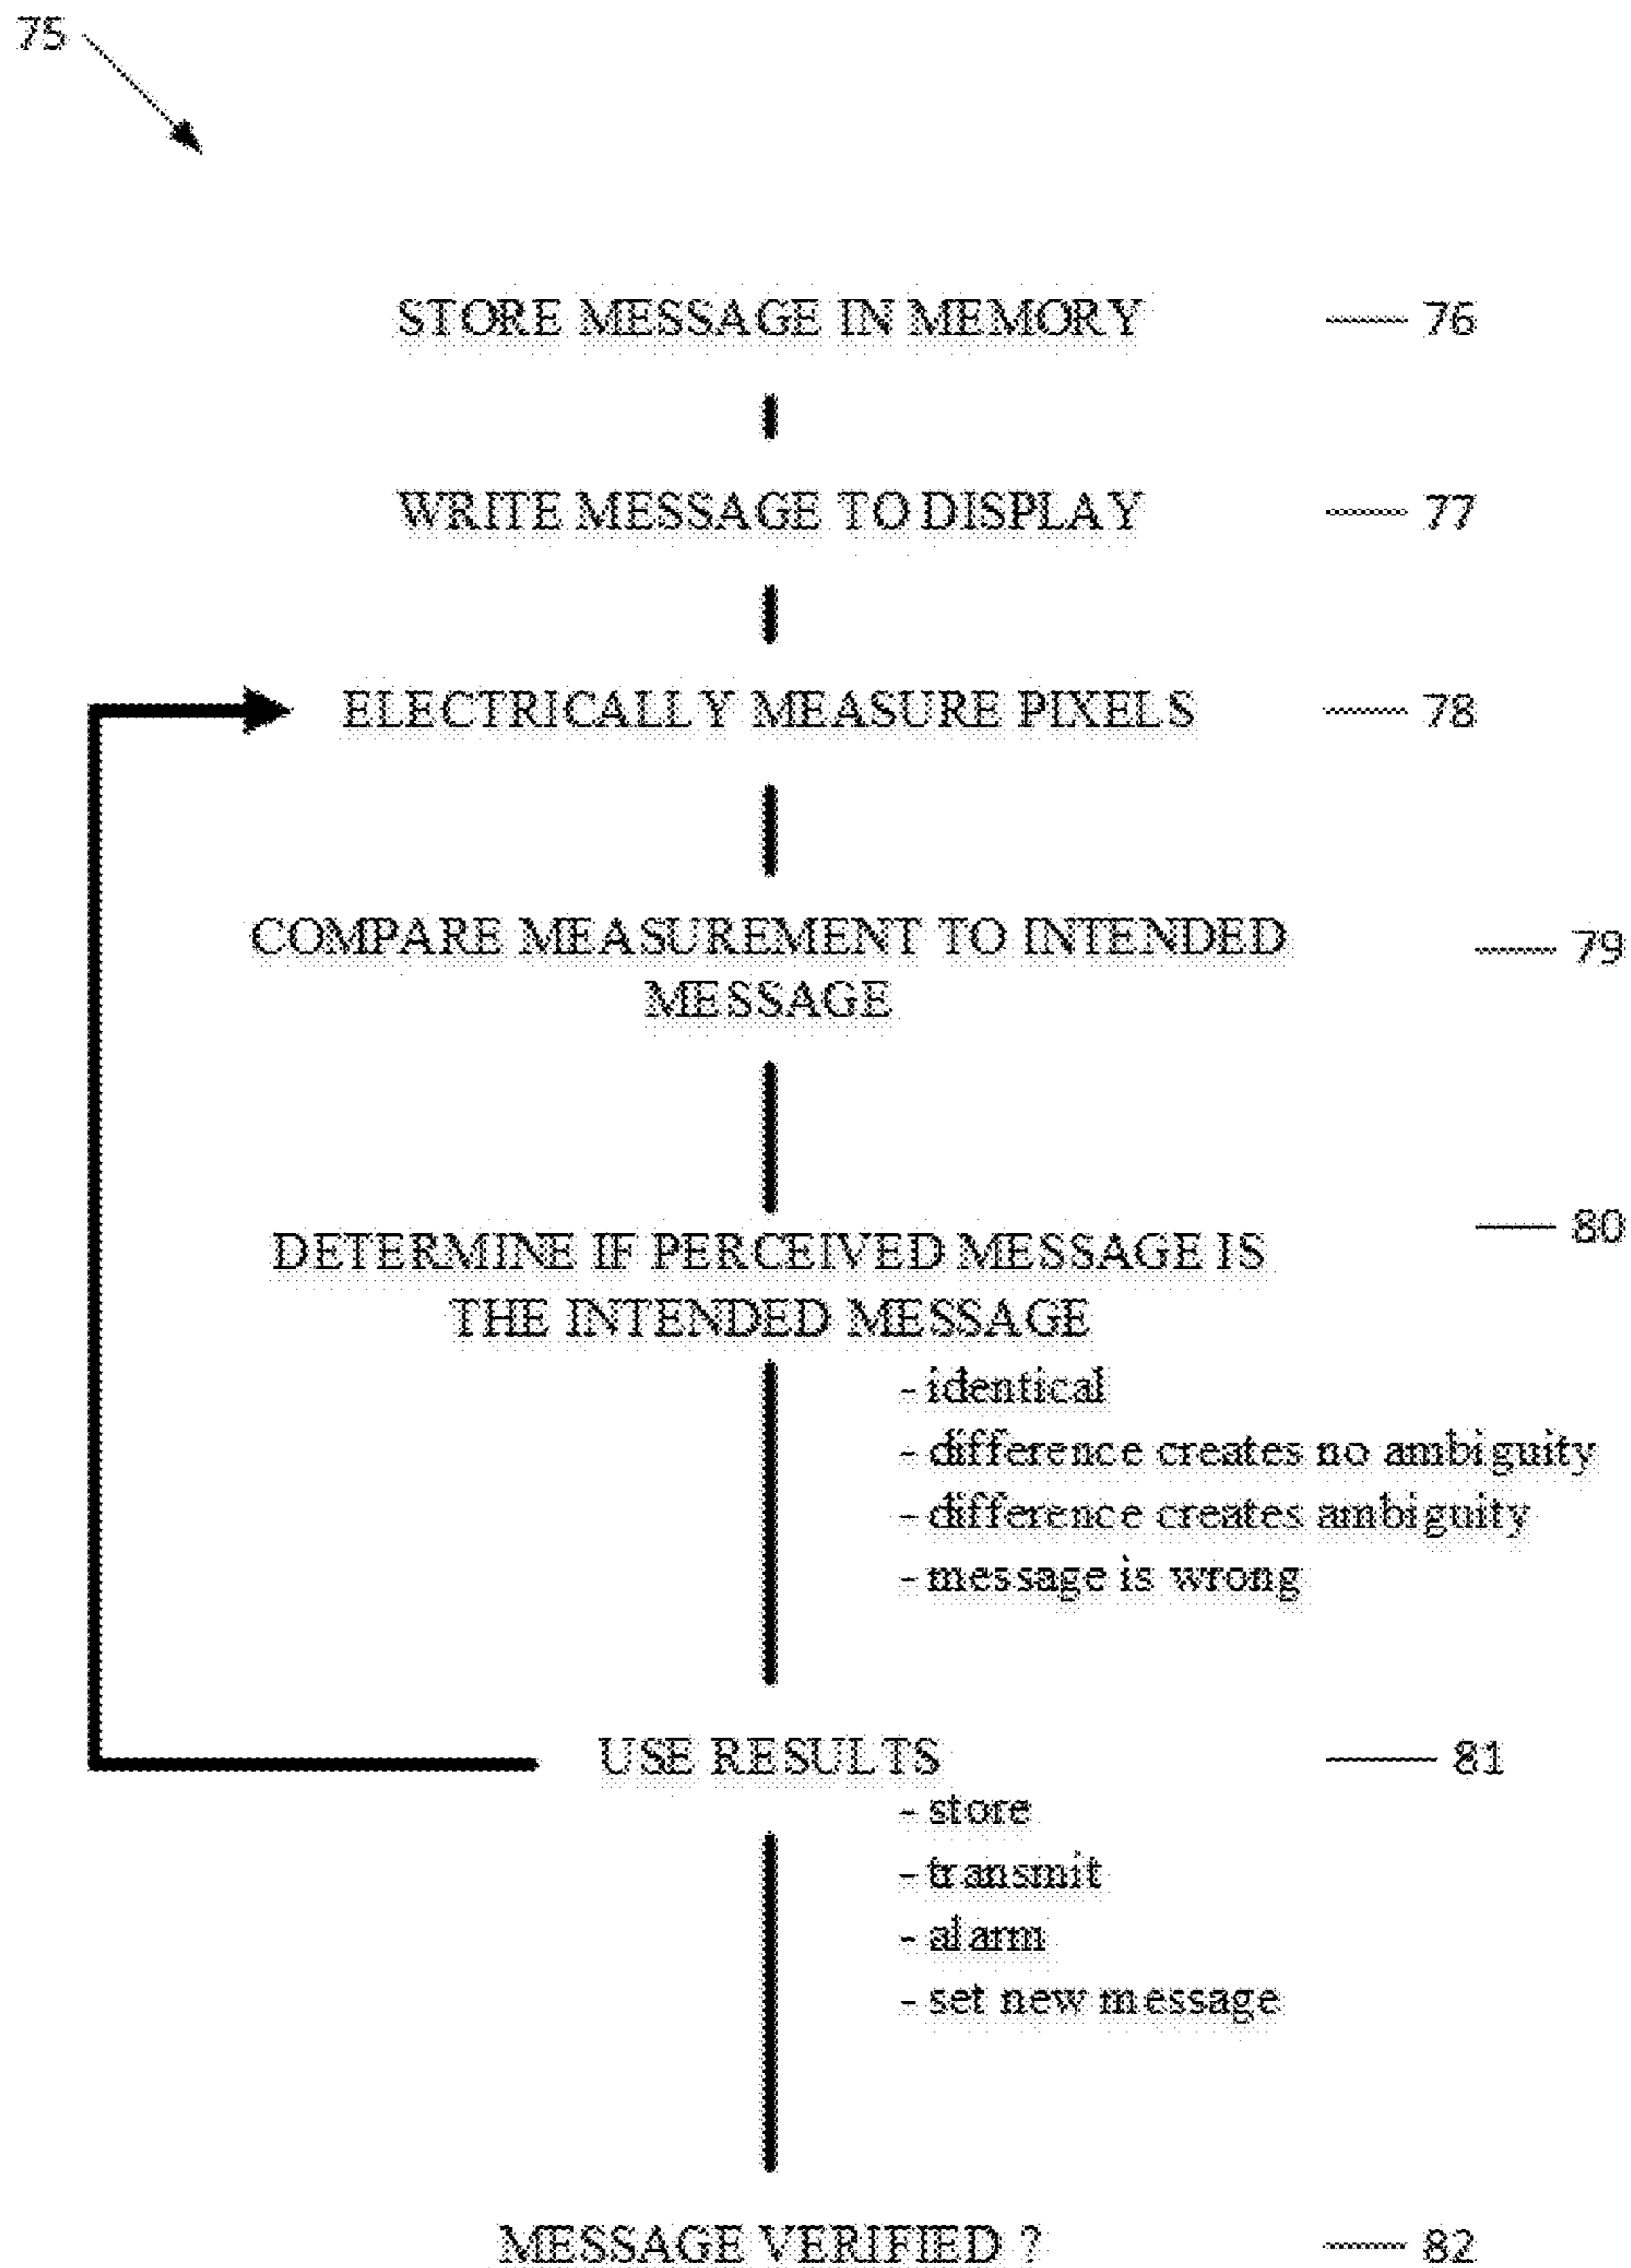 75
STORE MESSAGE IN MEMORY 76
WRITE MESSAGE TO DISPLAY 77
ELECTRICALLY MEASURE PIXELS 78
COMPARE MEASUREMENT TO INTENDED 79
MESSAGE
DETERMINE IF PERCEIVED MESSAGE IS 80
THE INTENDED MESSAGE
- identical
- difference creates no ambiguity
- difference creates ambiguity
- message is wrong
USE RESULTS 81
- store
- transmit
- alarm
- set new message
MESSAGE VERIFIED ? 82